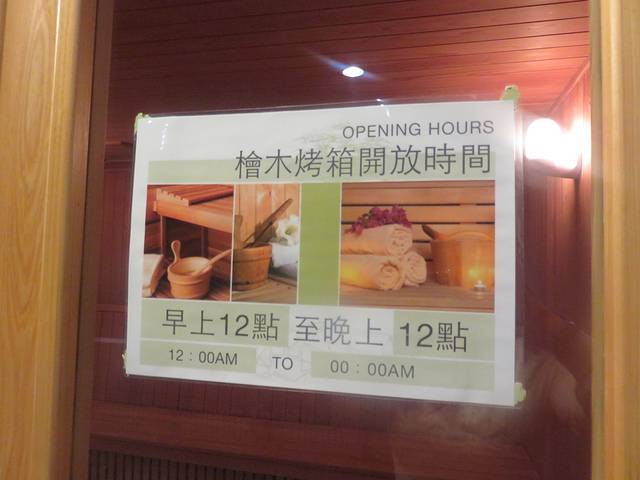 OPENING HOURS
檜木烤箱開放時間
早上12點 至晚上 12點
12：00AM TO 00：00AM